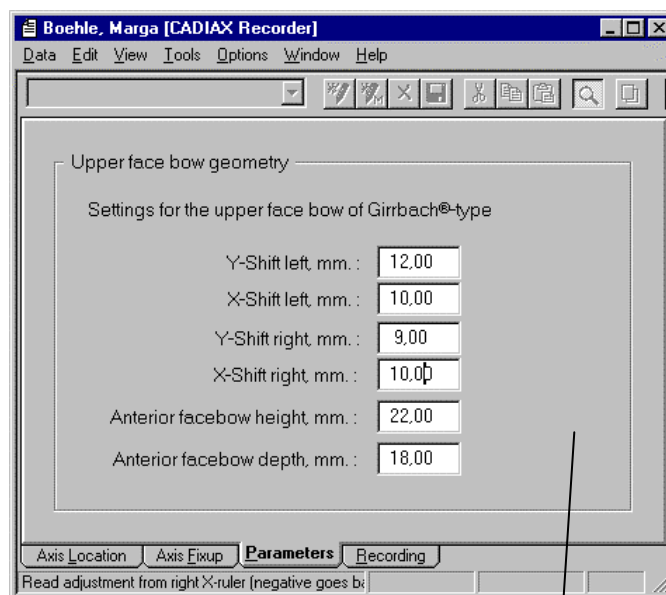 Boehle, Marga [CADIAX Recorder]
Data Edit View Tools Options Window Help
Upper face bow geometry
Settings for the upper face bow of Girrbach®-type
Y-Shift left, mm. : 12,00
X-Shift left, mm. : 10,00
Y-Shift right, mm. : 9,00
X-Shift right, mm. : 10,00
Anterior facebow height, mm. : 22,00
Anterior facebow depth, mm. : 18,00
Axis Location Axis Fixup Parameters Recording
Read adjustment from right X-ruler (negative goes